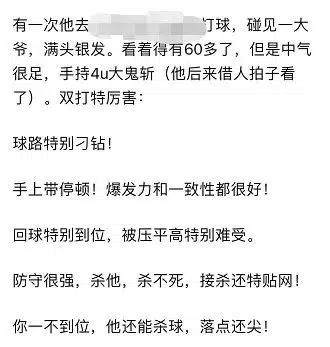 有一次他去打球，碰见一大
爷，满头银发。看着得有60多了，但是中气
很足，手持4u大鬼斩（他后来借人拍子看
了）。双打特厉害：
球路特别刁钻！
手上带停顿！爆发力和一致性都很好！
回球特别到位，被压平高特别难受。
防守很强，杀他，杀不死，接杀还特贴网！
你一不到位，他还能杀球，落点还尖！